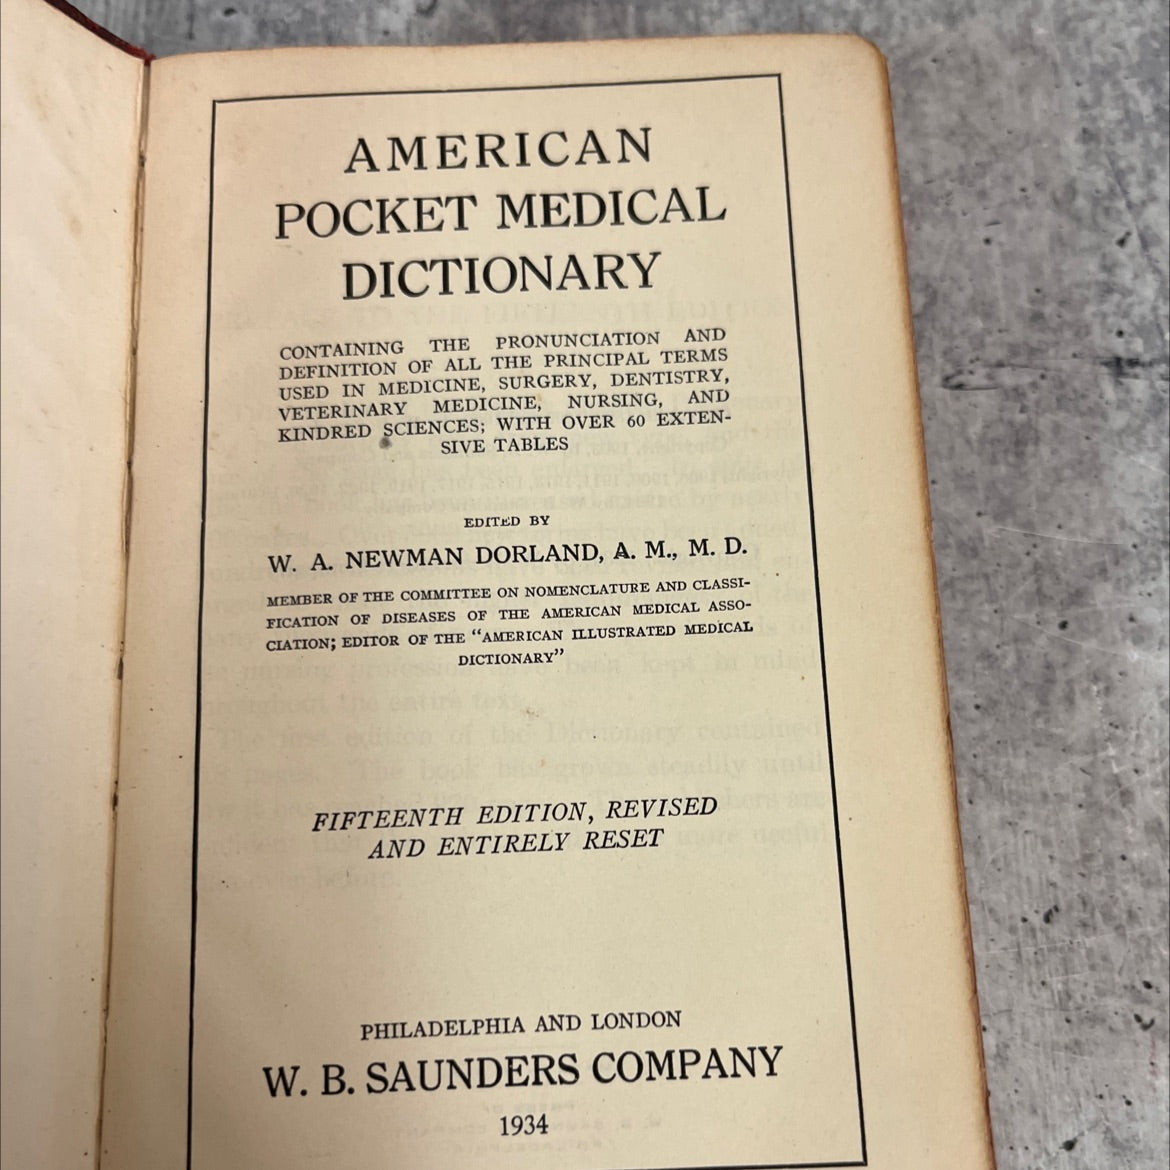 AMERICAN
POCKET MEDICAL
DICTIONARY
CONTAINING THE PRONUNCIATION AND
DEFINITION OF ALL THE PRINCIPAL TERMS
USED IN MEDICINE, SURGERY, DENTISTRY,
VETERINARY MEDICINE, NURSING, AND
KINDRED SCIENCES; WITH OVER 60 EXTEN-
SIVE TABLES
EDITED BY
W. A. NEWMAN DORLAND, A. M., M. D.
MEMBER OF THE COMMITTEE ON NOMENCLATURE AND CLASSI-
FICATION OF DISEASES OF THE AMERICAN MEDICAL ASSO-
CIATION; EDITOR OF THE "AMERICAN ILLUSTRATED MEDICAL
DICTIONARY"
FIFTEENTH EDITION, REVISED
AND ENTIRELY RESET
PHILADELPHIA AND LONDON
W. B. SAUNDERS COMPANY
1934